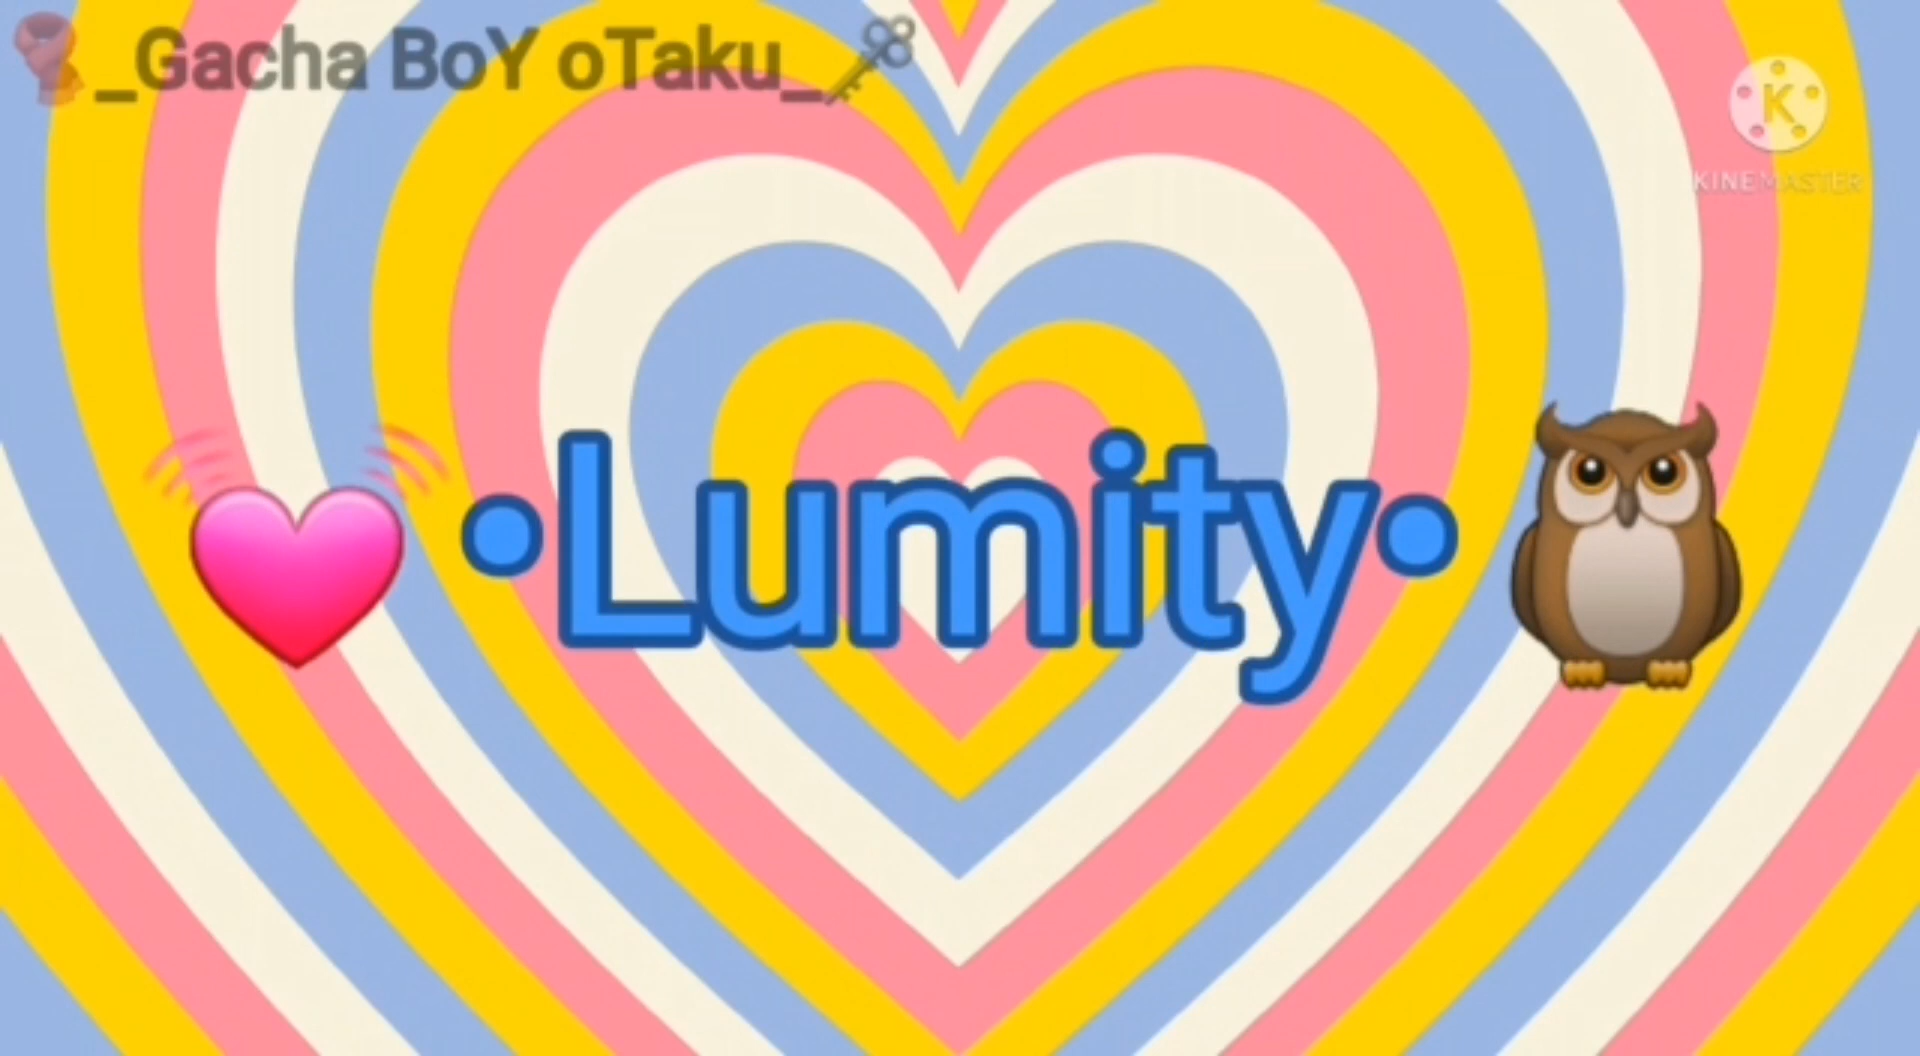 _Gacha BoY oTaku_
K
KINEMASTER
•Lumity•